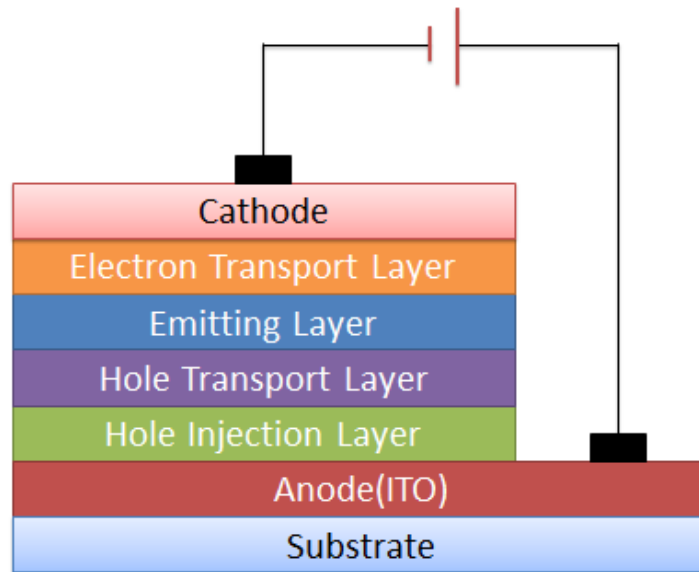 Cathode
Electron Transport Layer
Emitting Layer
Hole Transport Layer
Hole Injection Layer
Anode(ITO)
Substrate